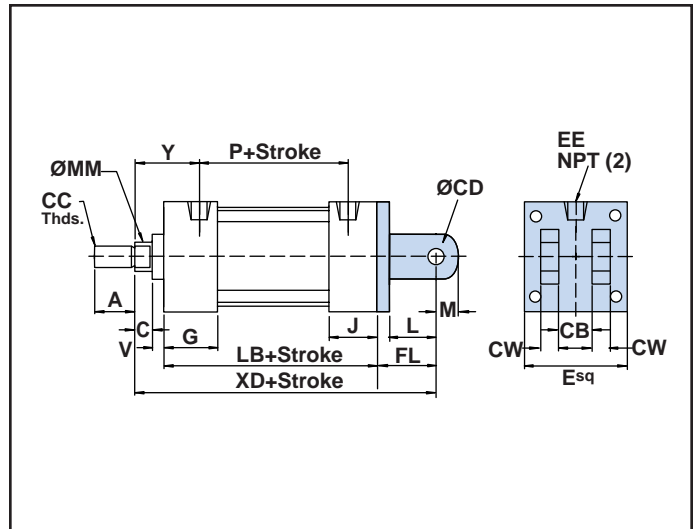 Y
P+Stroke
EE
NPT (2)
ØMM
ØCD
CC
Thds.
A
M
C
G
J
L
V
CB
LB+Stroke
FL
CW
CW
XD+Stroke
Esq